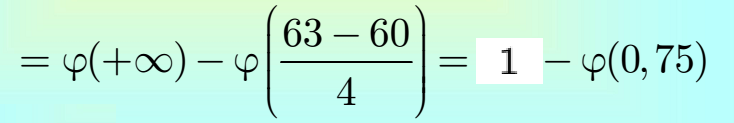 = φ(+∞) − φ((63 − 60)/4) = 1 − φ(0,75)